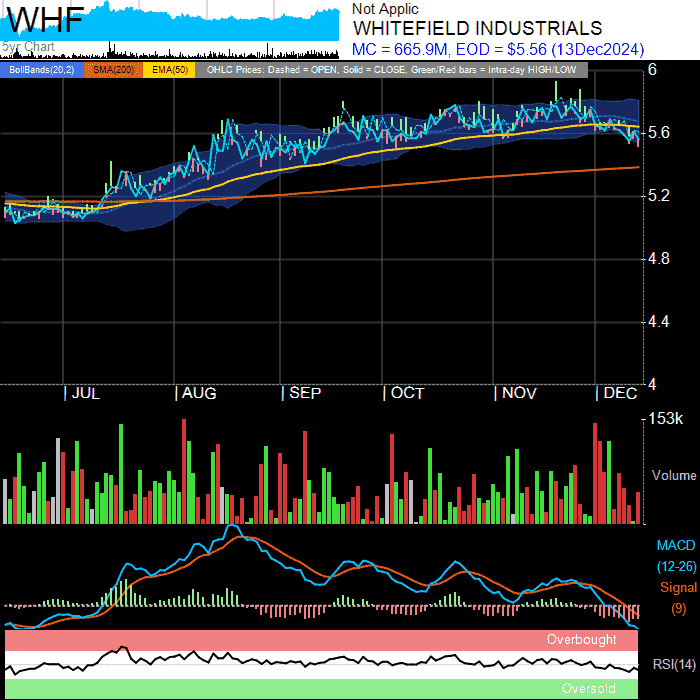 WHF
5yr Chart
Not Applic
WHITEFIELD INDUSTRIALS
MC = 665.9M, EOD = $5.56 (13Dec2024)
BollBands(20,2) SMA(200) EMA(50) OHLC Prices: Dashed = OPEN, Solid = CLOSE, Green/Red bars = Intra-day HIGH/LOW
6
5.6
5.2
4.8
4.4
4
| JUL | AUG | SEP | OCT | NOV | DEC
153k
Volume
MACD
(12-26)
Signal
(9)
Overbought
RSI(14)
Oversold